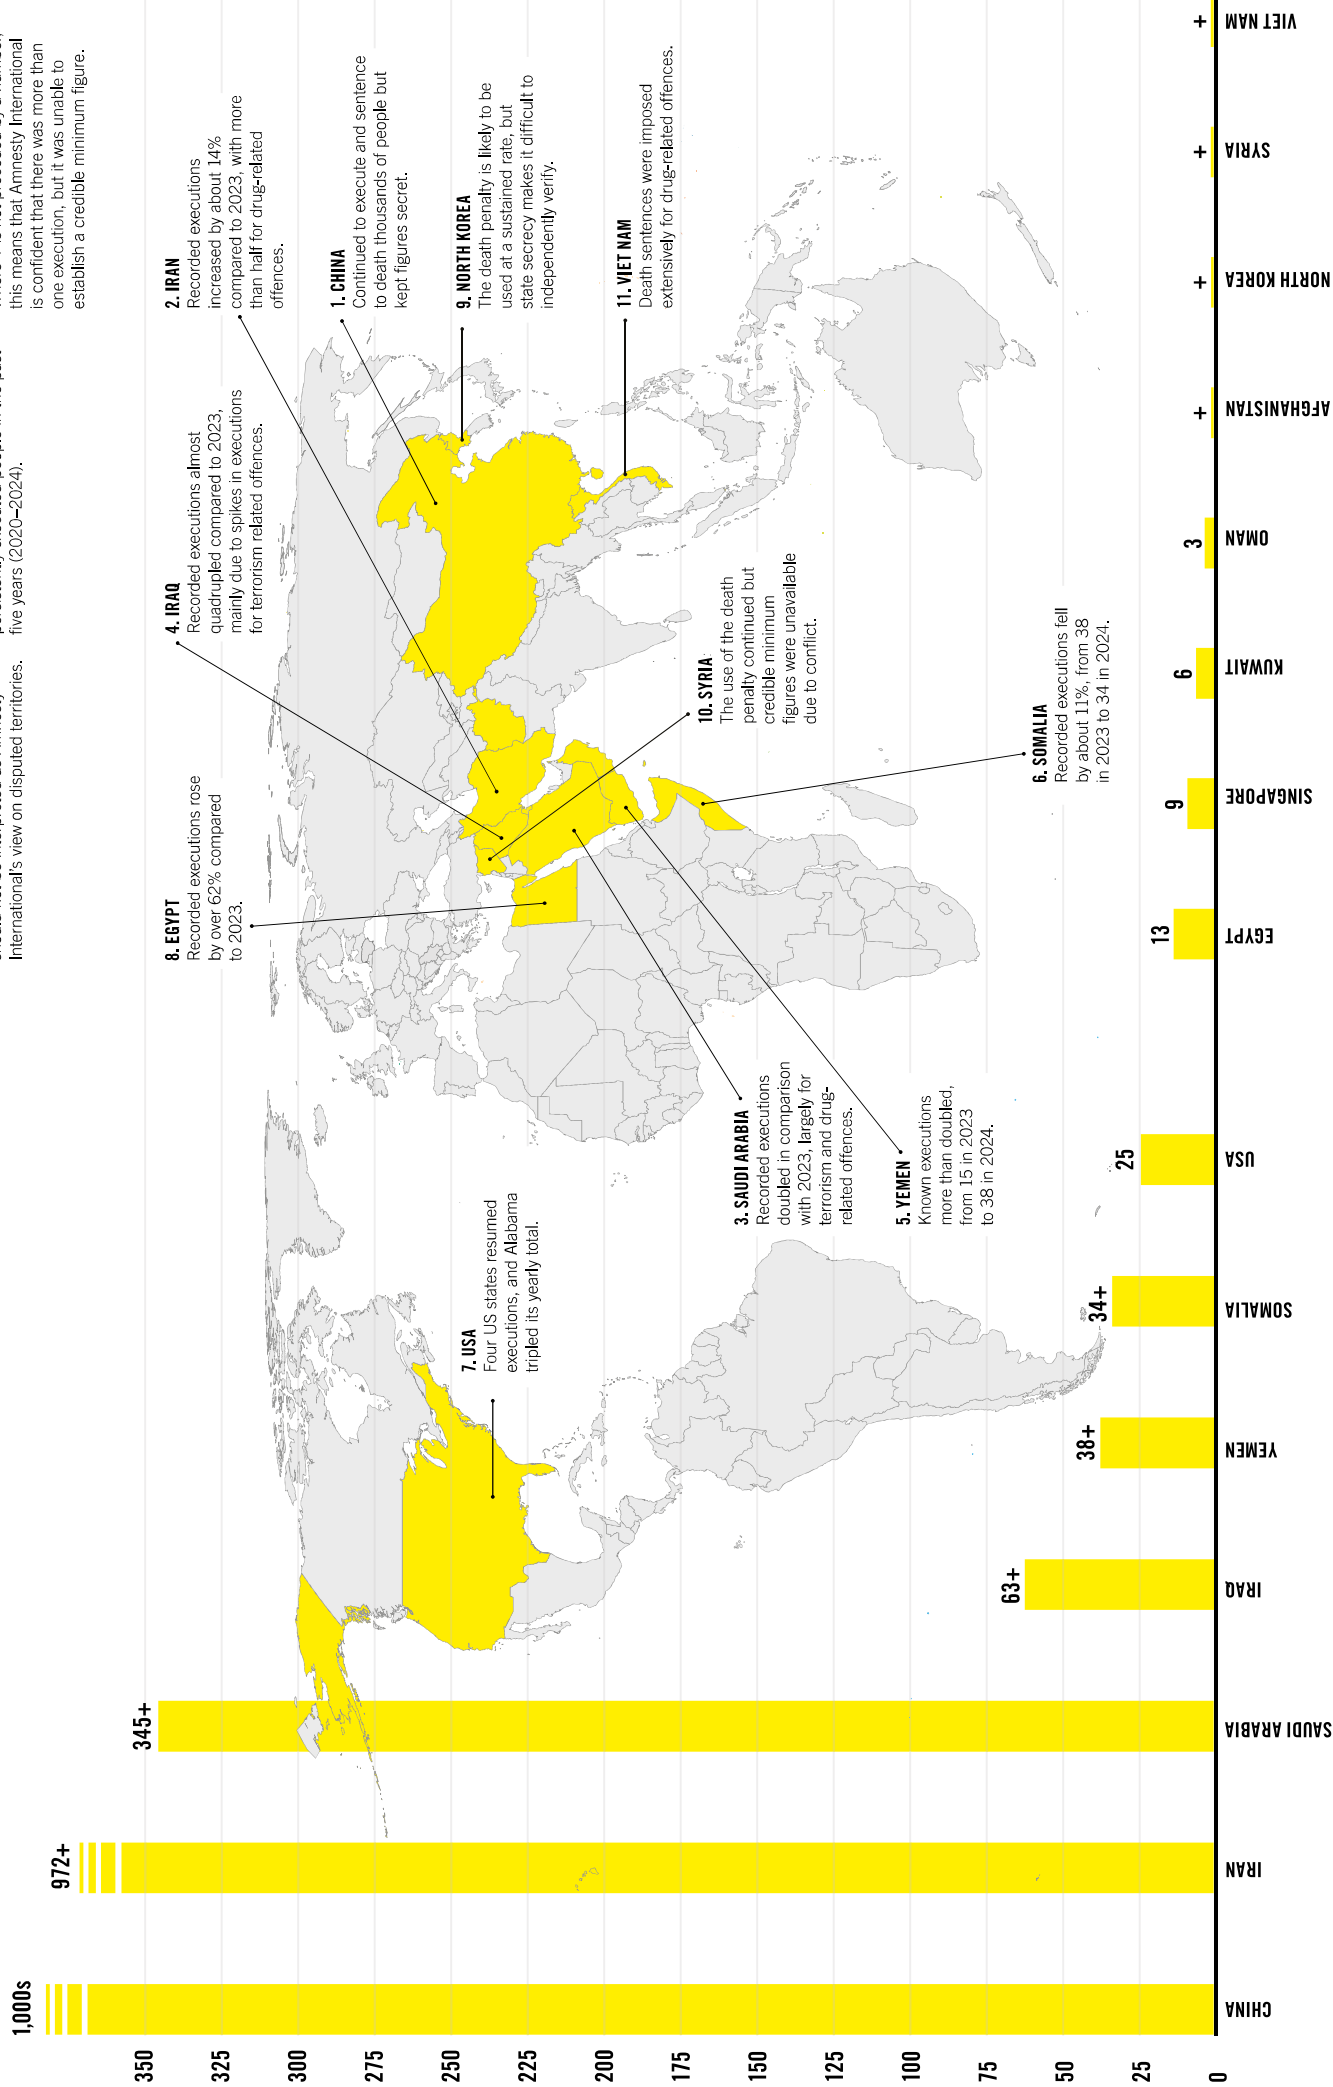 International's view on disputed territories.
five years (2020–2024).
this means that Amnesty International
is confident that there was more than
one execution, but it was unable to
establish a credible minimum figure.
8. EGYPT
Recorded executions rose
by over 62% compared
to 2023.
4. IRAQ
Recorded executions almost
quadrupled compared to 2023,
mainly due to spikes in executions
for terrorism related offences.
2. IRAN
Recorded executions
increased by about 14%
compared to 2023, with more
than half for drug-related
offences.
1. CHINA
Continued to execute and sentence
to death thousands of people but
kept figures secret.
9. NORTH KOREA
The death penalty is likely to be
used at a sustained rate, but
state secrecy makes it difficult to
independently verify.
11. VIET NAM
Death sentences were imposed
extensively for drug-related offences.
7. USA
Four US states resumed
executions, and Alabama
tripled its yearly total.
10. SYRIA
The use of the death
penalty continued but
credible minimum
figures were unavailable
due to conflict.
3. SAUDI ARABIA
Recorded executions
doubled in comparison
with 2023, largely for
terrorism and drug-
related offences.
5. YEMEN
Known executions
more than doubled,
from 15 in 2023
to 38 in 2024.
6. SOMALIA
Recorded executions fell
by about 11%, from 38
in 2023 to 34 in 2024.
350
325
300
275
250
225
200
175
150
125
100
75
50
25
0
1,000s
972+
345+
63+
38+
34+
25
13
9
6
3
+
+
+
+
CHINA
IRAN
SAUDI ARABIA
IRAQ
YEMEN
SOMALIA
USA
EGYPT
SINGAPORE
KUWAIT
OMAN
AFGHANISTAN
NORTH KOREA
SYRIA
VIET NAM